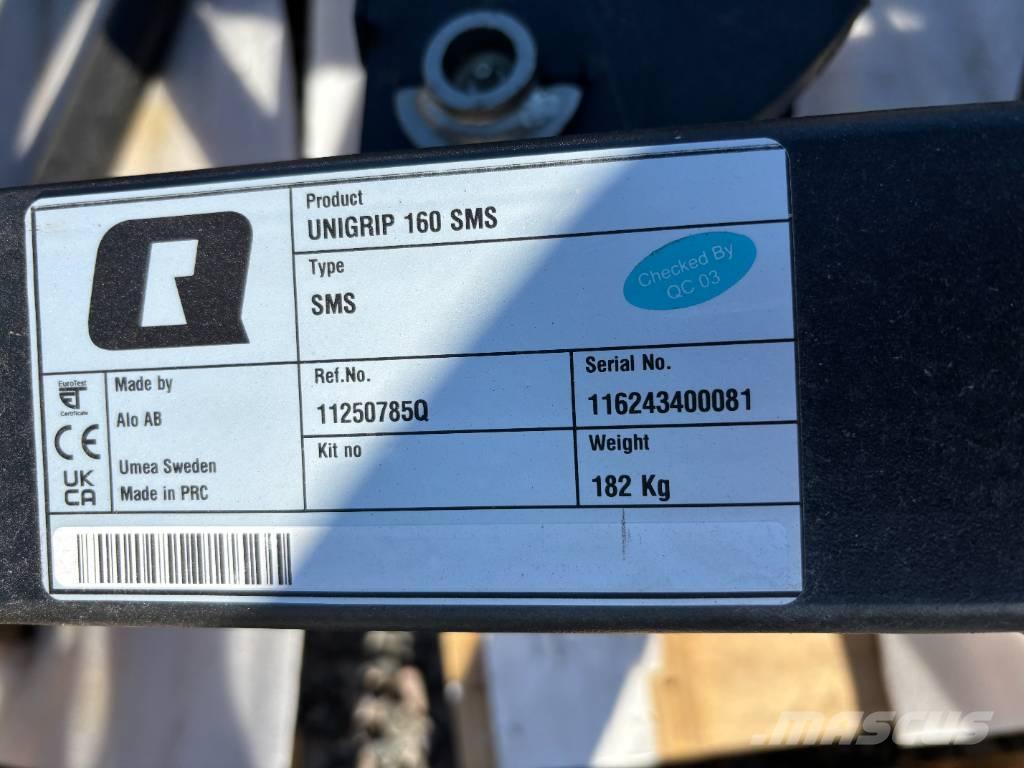 Product
UNIGRIP 160 SMS
Type
SMS
Checked By
QC 03
EuroTest
Certificate
CE
UK
CA
Made by
Alo AB
Umea Sweden
Made in PRC
Ref.No.
11250785Q
Serial No.
116243400081
Kit no
Weight
182 Kg
MASCUS